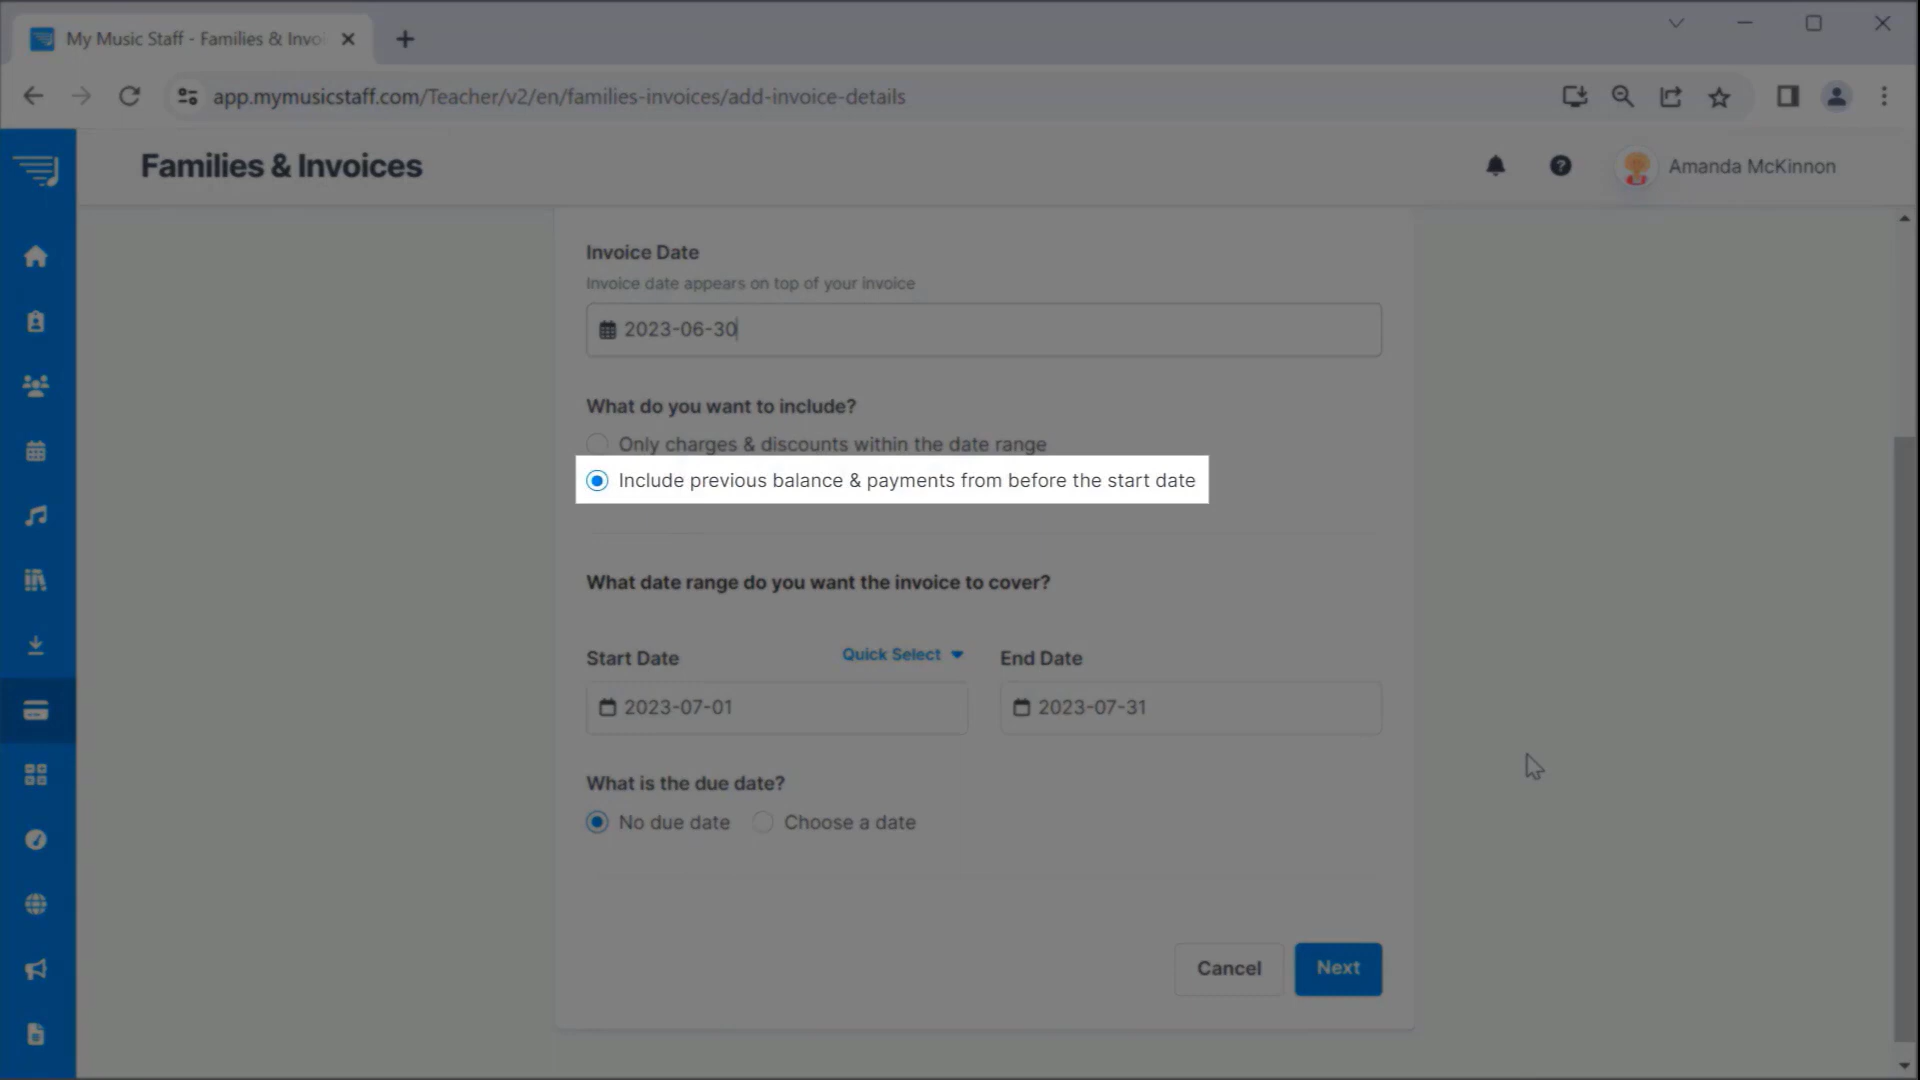 My Music Staff - Families & Invoi
app.mymusicstaff.com/Teacher/v2/en/families-invoices/add-invoice-details
Families & Invoices
Amanda McKinnon
Invoice Date
Invoice date appears on top of your invoice
2023-06-30
What do you want to include?
Only charges & discounts within the date range
Include previous balance & payments from before the start date
What date range do you want the invoice to cover?
Start Date
Quick Select
End Date
2023-07-01
2023-07-31
What is the due date?
No due date
Choose a date
Cancel
Next